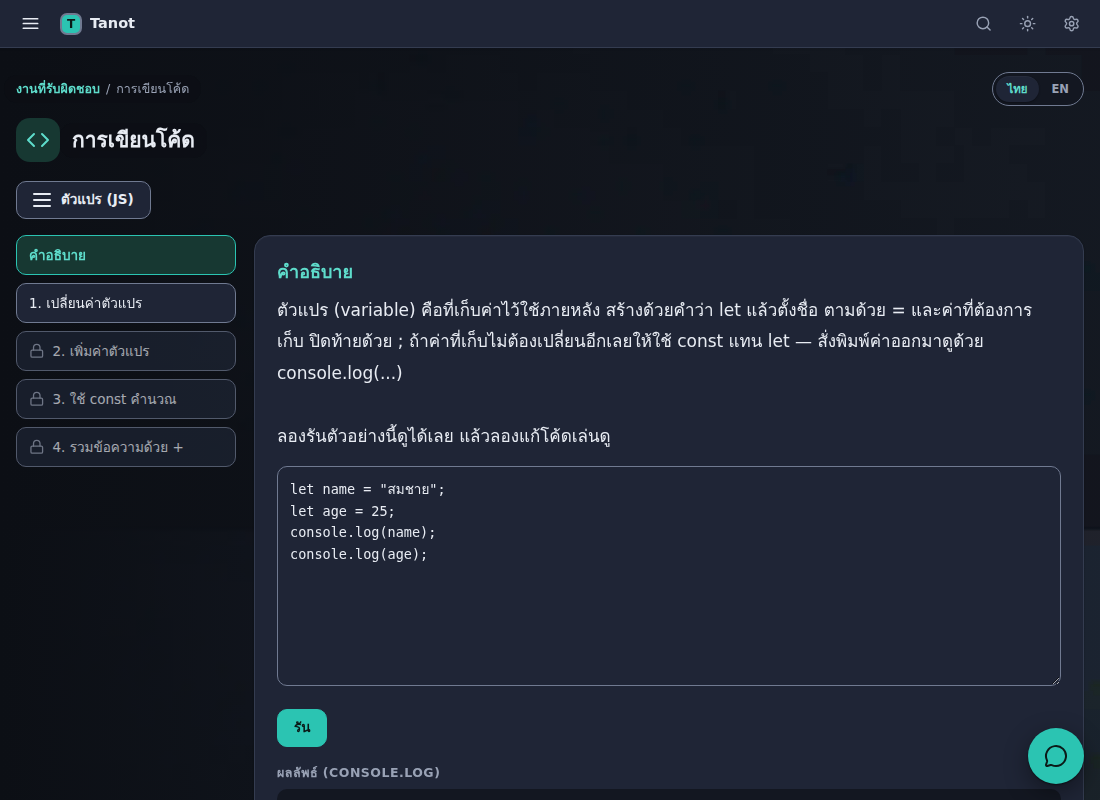 T Tanot
งานที่รับผิดชอบ / การเขียนโค้ด
ไทย EN
การเขียนโค้ด
ตัวแปร (JS)
คำอธิบาย
1. เปลี่ยนค่าตัวแปร
2. เพิ่มค่าตัวแปร
3. ใช้ const คำนวณ
4. รวมข้อความด้วย +
คำอธิบาย
ตัวแปร (variable) คือที่เก็บค่าไว้ใช้ภายหลัง สร้างด้วยคำว่า let แล้วตั้งชื่อ ตามด้วย = และค่าที่ต้องการ
เก็บ ปิดท้ายด้วย ; ถ้าค่าที่เก็บไม่ต้องเปลี่ยนอีกเลยให้ใช้ const แทน let — สั่งพิมพ์ค่าออกมาดูด้วย
console.log(...)
ลองรันตัวอย่างนี้ดูได้เลย แล้วลองแก้โค้ดเล่นดู
let name = "สมชาย";
let age = 25;
console.log(name);
console.log(age);
รัน
ผลลัพธ์ (CONSOLE.LOG)